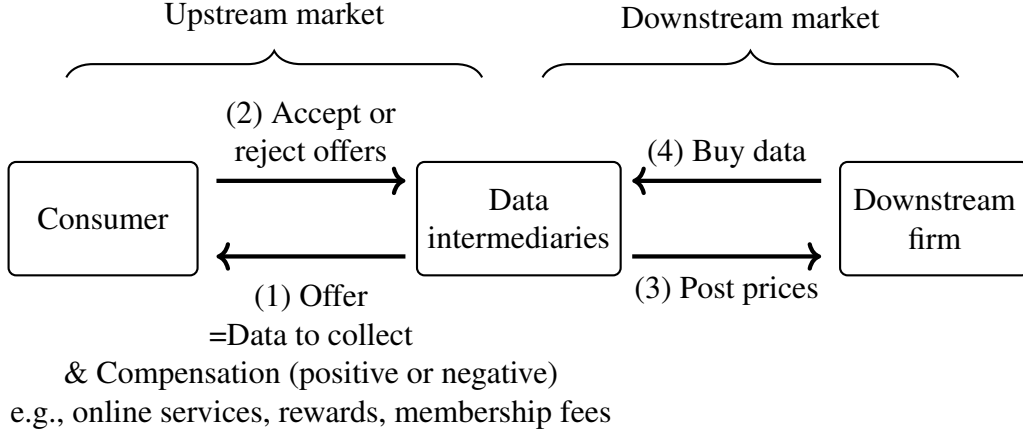 Upstream market
Downstream market
(2) Accept or
reject offers
(4) Buy data
Consumer
Data
intermediaries
Downstream
firm
(1) Offer
(3) Post prices
=Data to collect
& Compensation (positive or negative)
e.g., online services, rewards, membership fees